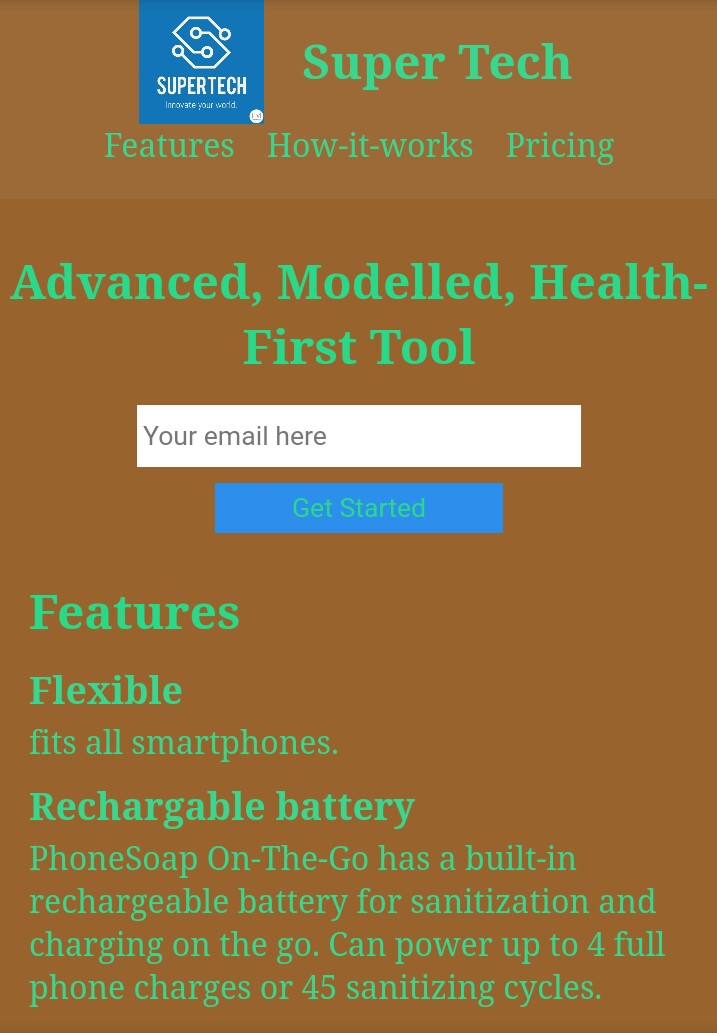 SUPERTECH
Innovate your world.
Super Tech
Features How-it-works Pricing
Advanced, Modelled, Health-
First Tool
Your email here
Get Started
Features
Flexible
fits all smartphones.
Rechargable battery
PhoneSoap On-The-Go has a built-in
rechargeable battery for sanitization and
charging on the go. Can power up to 4 full
phone charges or 45 sanitizing cycles.